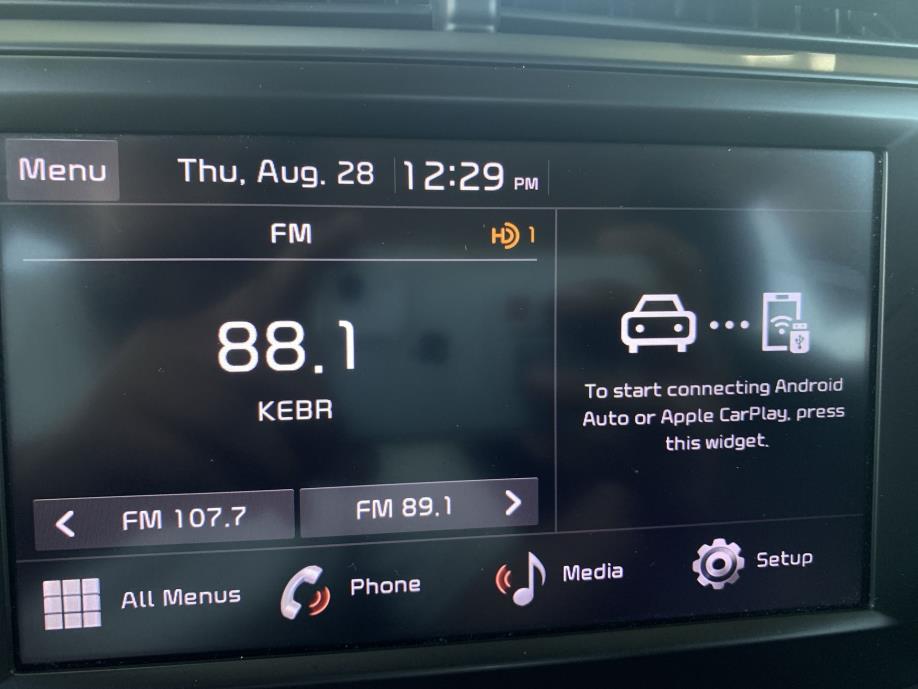 Menu
Thu, Aug. 28
12:29 PM
FM
HD 1
88.1
KEBR
To start connecting Android
Auto or Apple CarPlay, press
this widget.
FM 107.7
FM 89.1
All Menus
Phone
Media
Setup